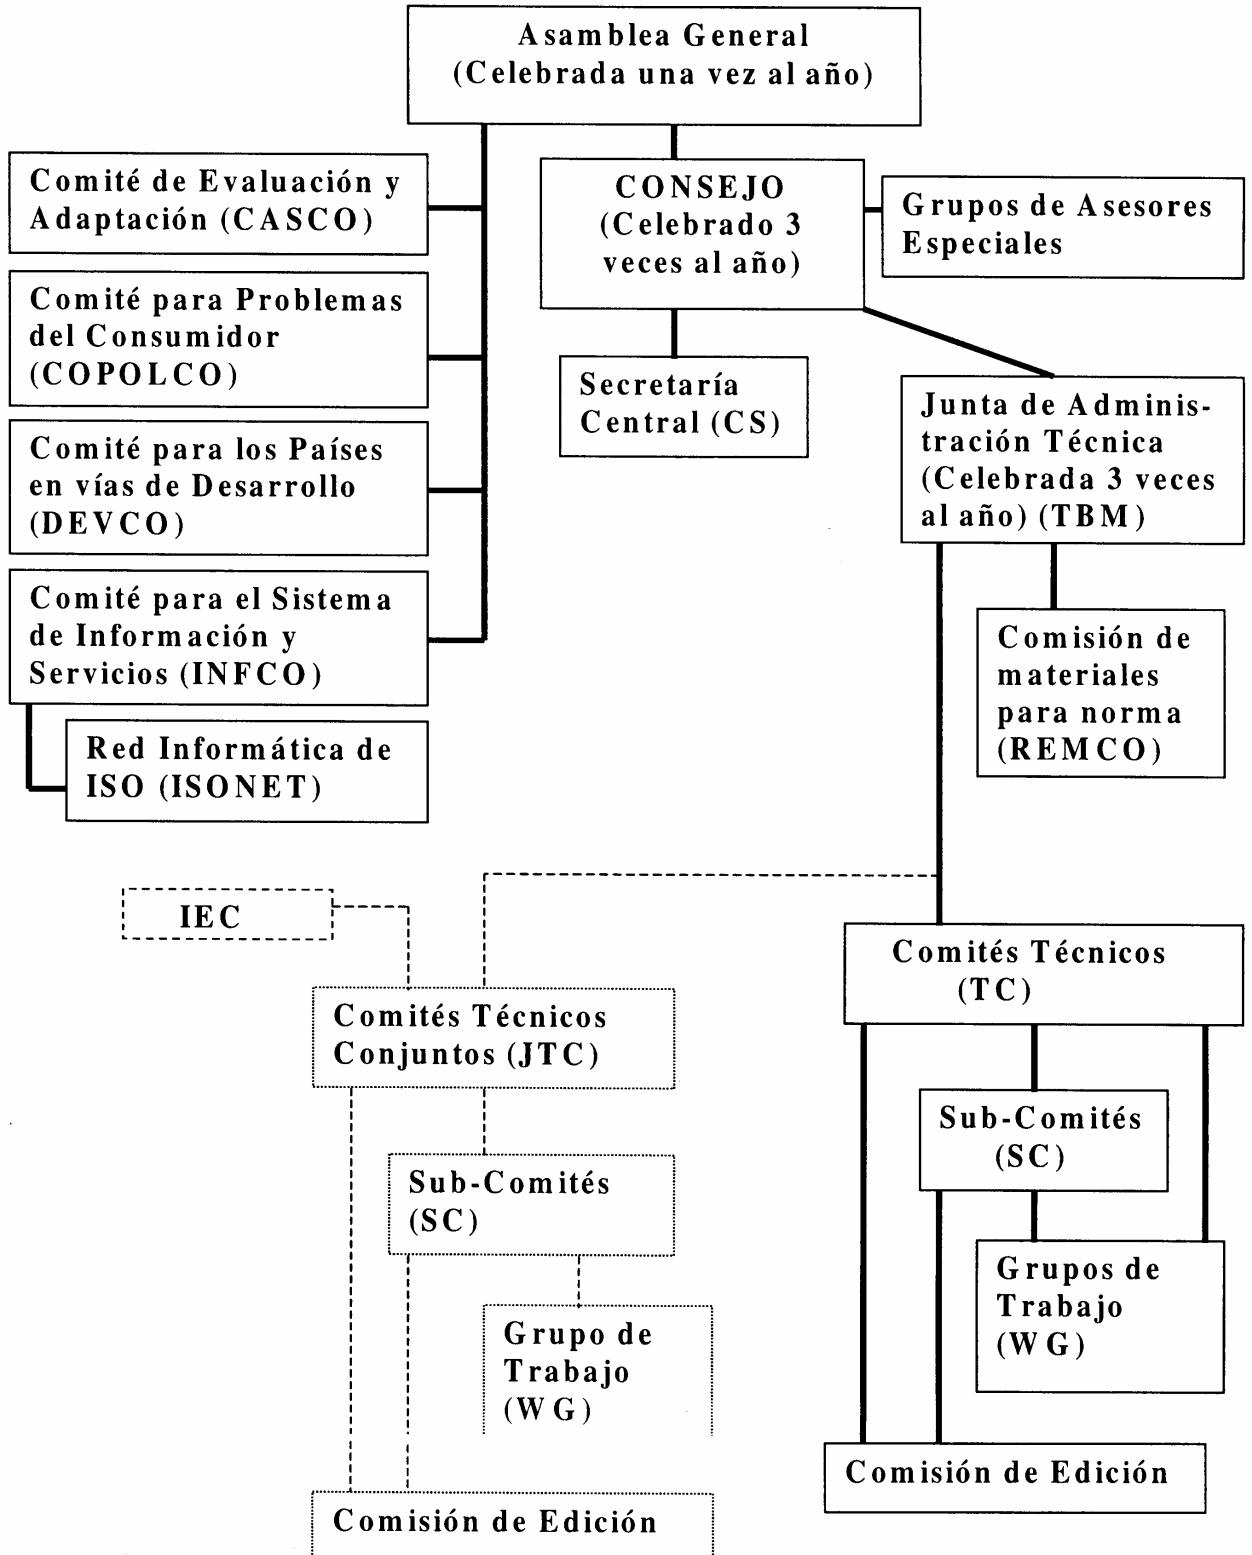 Asamblea General
(Celebrada una vez al año)
Comité de Evaluación y
Adaptación (CASCO)
CONSEJO
(Celebrado 3
veces al año)
Grupos de Asesores
Especiales
Comité para Problemas
del Consumidor
(COPOLCO)
Secretaría
Central (CS)
Junta de Adminis-
tración Técnica
(Celebrada 3 veces
al año) (TBM)
Comité para los Países
en vías de Desarrollo
(DEVCO)
Comité para el Sistema
de Información y
Servicios (INFCO)
Comisión de
materiales
para norma
(REMCO)
Red Informática de
ISO (ISONET)
IEC
Comités Técnicos
(TC)
Comités Técnicos
Conjuntos (JTC)
Sub-Comités
(SC)
Sub-Comités
(SC)
Grupos de
Trabajo
(WG)
Grupo de
Trabajo
(WG)
Comisión de Edición
Comisión de Edición